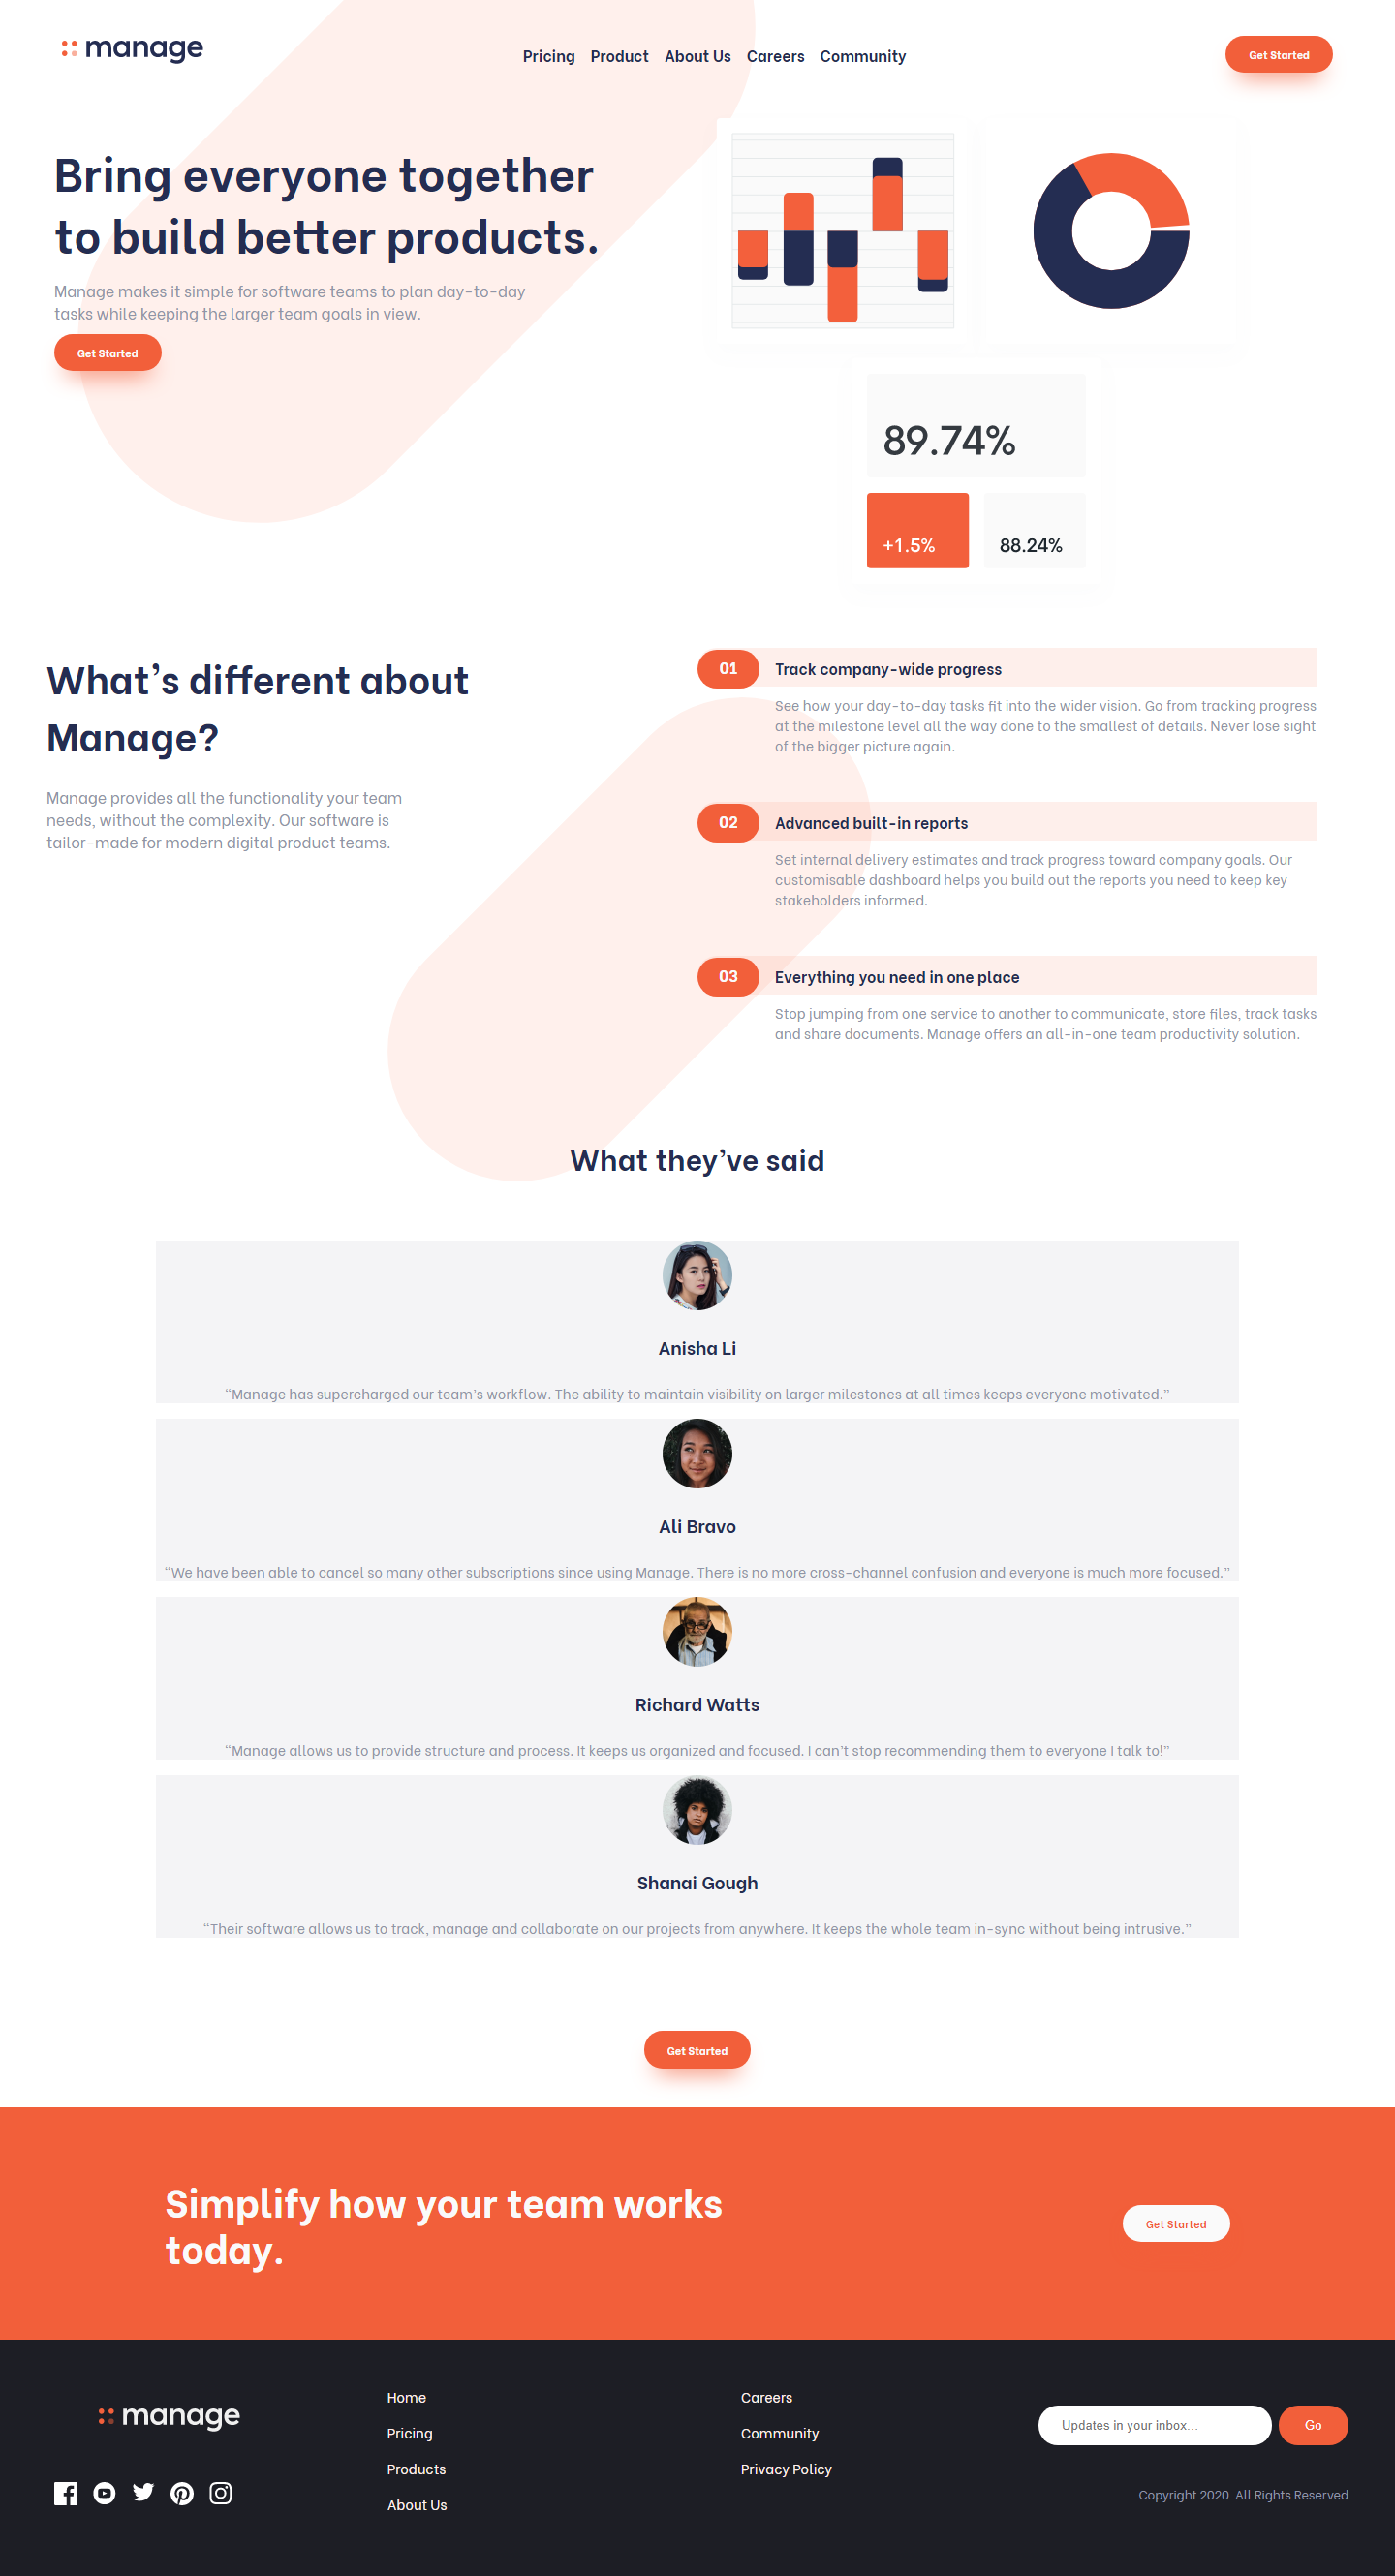 manage
Pricing Product About Us Careers Community
Get Started
Bring everyone together
to build better products.
Manage makes it simple for software teams to plan day-to-day
tasks while keeping the larger team goals in view.
Get Started
89.74%
+1.5%
88.24%
What’s different about
Manage?
Manage provides all the functionality your team
needs, without the complexity. Our software is
tailor-made for modern digital product teams.
01 Track company-wide progress
See how your day-to-day tasks fit into the wider vision. Go from tracking progress
at the milestone level all the way done to the smallest of details. Never lose sight
of the bigger picture again.
02 Advanced built-in reports
Set internal delivery estimates and track progress toward company goals. Our
customisable dashboard helps you build out the reports you need to keep key
stakeholders informed.
03 Everything you need in one place
Stop jumping from one service to another to communicate, store files, track tasks
and share documents. Manage offers an all-in-one team productivity solution.
What they’ve said
Anisha Li
“Manage has supercharged our team’s workflow. The ability to maintain visibility on larger milestones at all times keeps everyone motivated.”
Ali Bravo
“We have been able to cancel so many other subscriptions since using Manage. There is no more cross-channel confusion and everyone is much more focused.”
Richard Watts
“Manage allows us to provide structure and process. It keeps us organized and focused. I can’t stop recommending them to everyone I talk to!”
Shanai Gough
“Their software allows us to track, manage and collaborate on our projects from anywhere. It keeps the whole team in-sync without being intrusive.”
Get Started
Simplify how your team works
today.
Get Started
manage
Home
Pricing
Products
About Us
Careers
Community
Privacy Policy
Updates in your inbox...
Go
Copyright 2020. All Rights Reserved